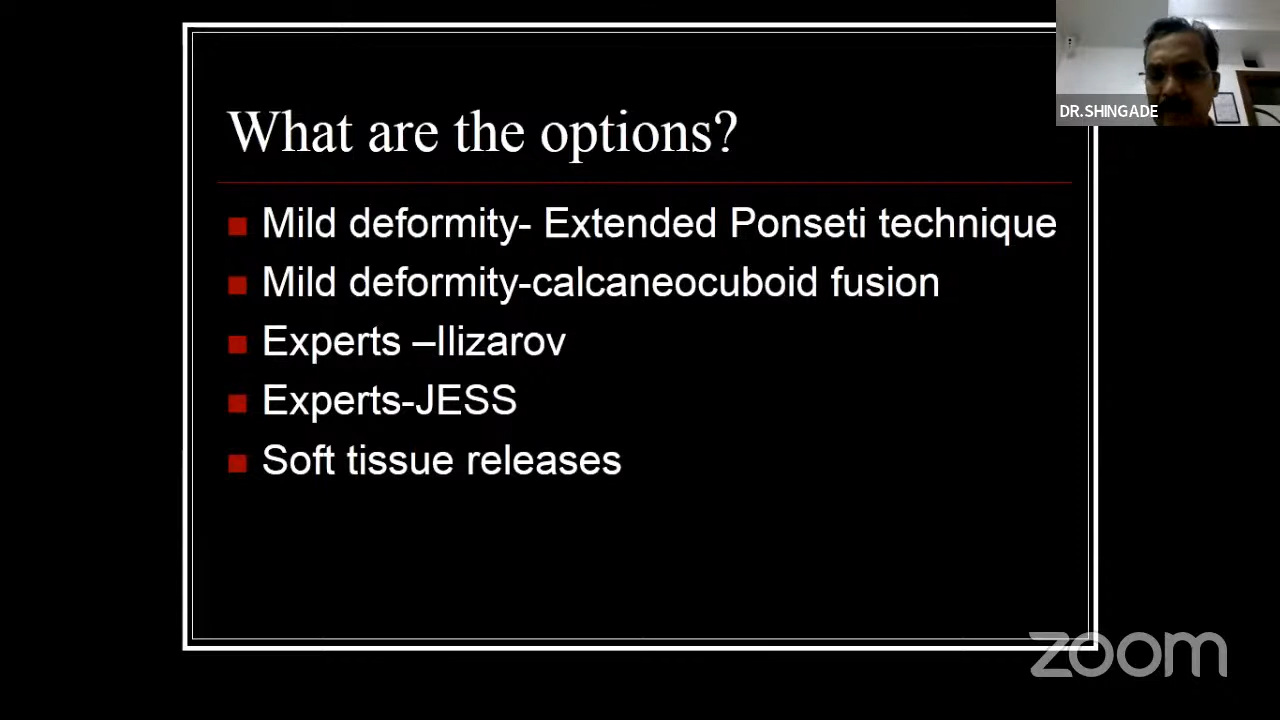 What are the options?
Mild deformity- Extended Ponseti technique
Mild deformity-calcaneocuboid fusion
Experts –Ilizarov
Experts-JESS
Soft tissue releases
DR.SHINGADE
zoom